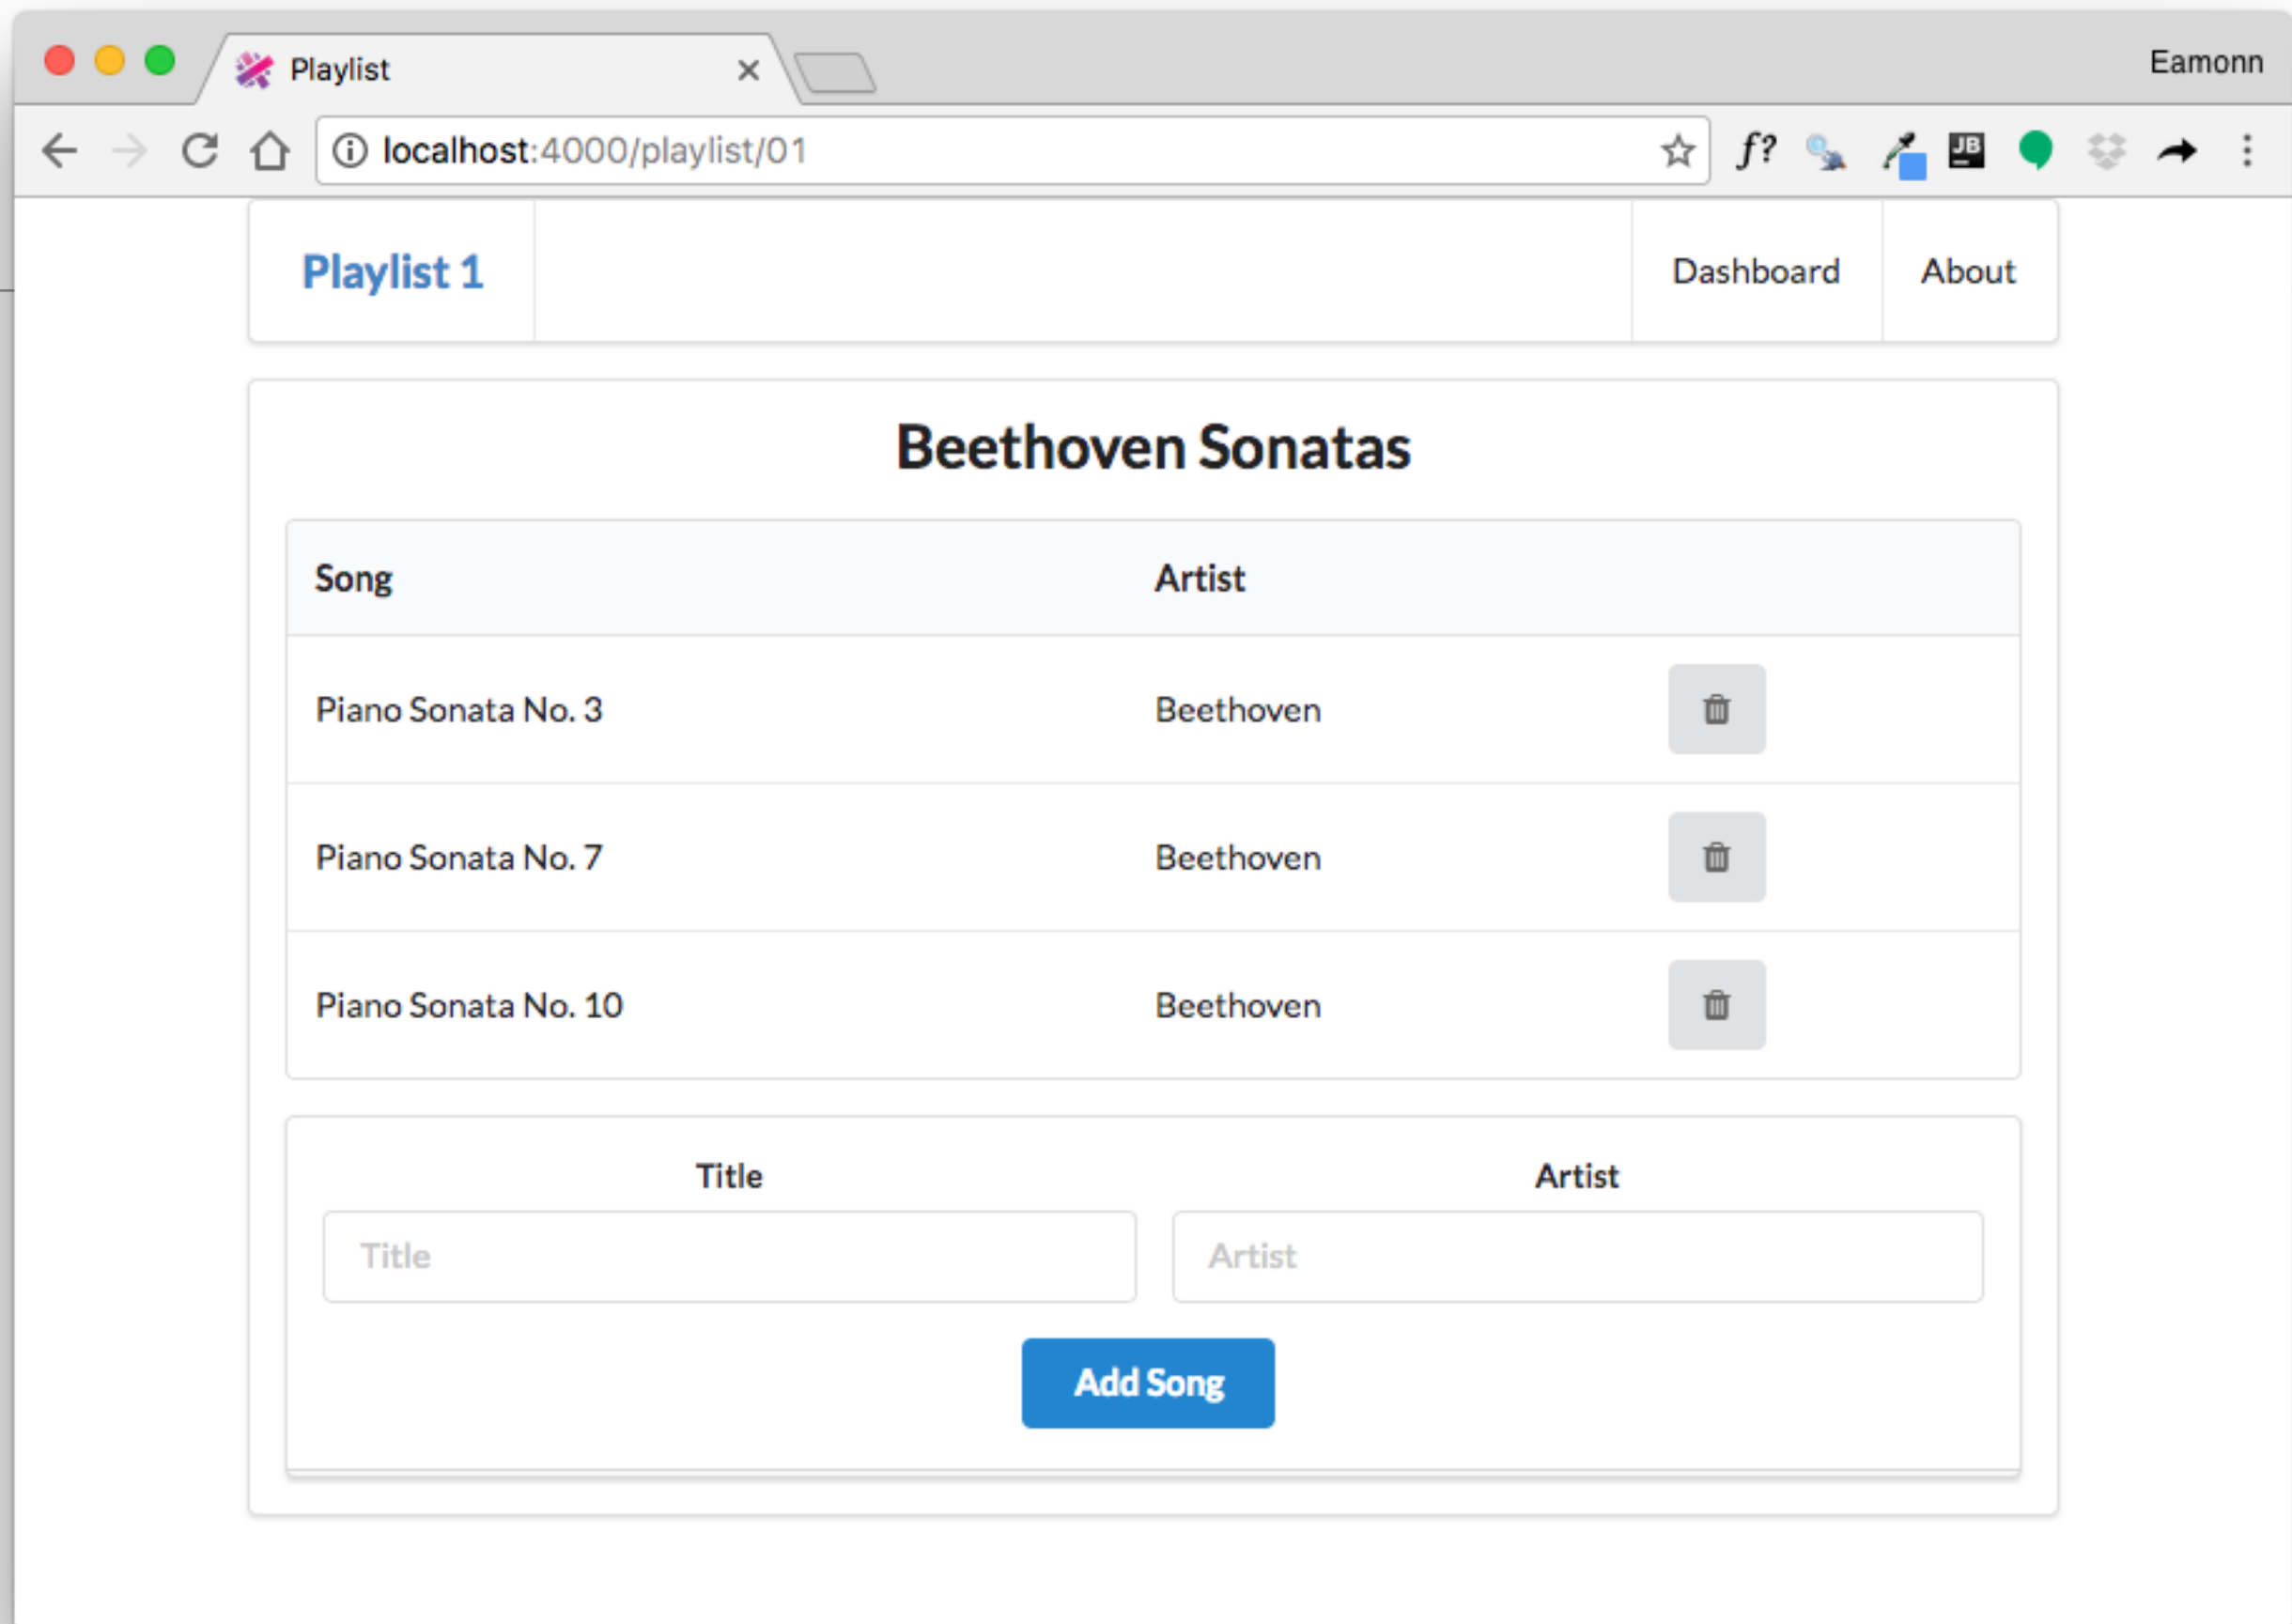 Playlist
Eamonn
localhost:4000/playlist/01
f?
JB
Playlist 1
Dashboard
About
Beethoven Sonatas
Song Artist
Piano Sonata No. 3 Beethoven
Piano Sonata No. 7 Beethoven
Piano Sonata No. 10 Beethoven
Title Artist
Title Artist
Add Song